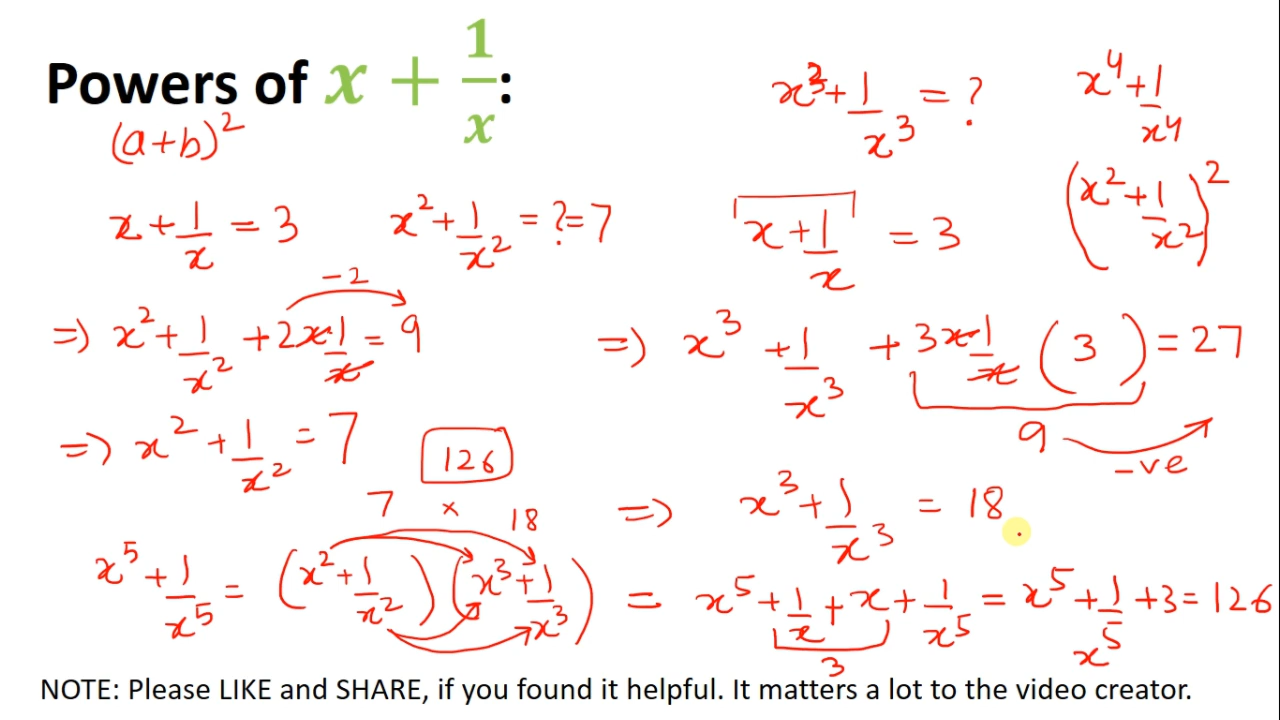 Powers of x + 1/x:
(a+b)²
x + 1/x = 3
x² + 1/x² = ? = 7
⇒ x² + 1/x² + 2x·1/x = 9
−2
⇒ x² + 1/x² = 7
126
7 × 18
x⁵ + 1/x⁵ = (x² + 1/x²)(x³ + 1/x³) = x⁵ + 1/x + x + 1/x⁵ = x⁵ + 1/x⁵ + 3 = 126
3
x³ + 1/x³ = ?
x⁴ + 1/x⁴
(x² + 1/x²)²
x + 1/x = 3
⇒ x³ + 1/x³ + 3x·1/x (3) = 27
9
−ve
⇒ x³ + 1/x³ = 18
NOTE: Please LIKE and SHARE, if you found it helpful. It matters a lot to the video creator.